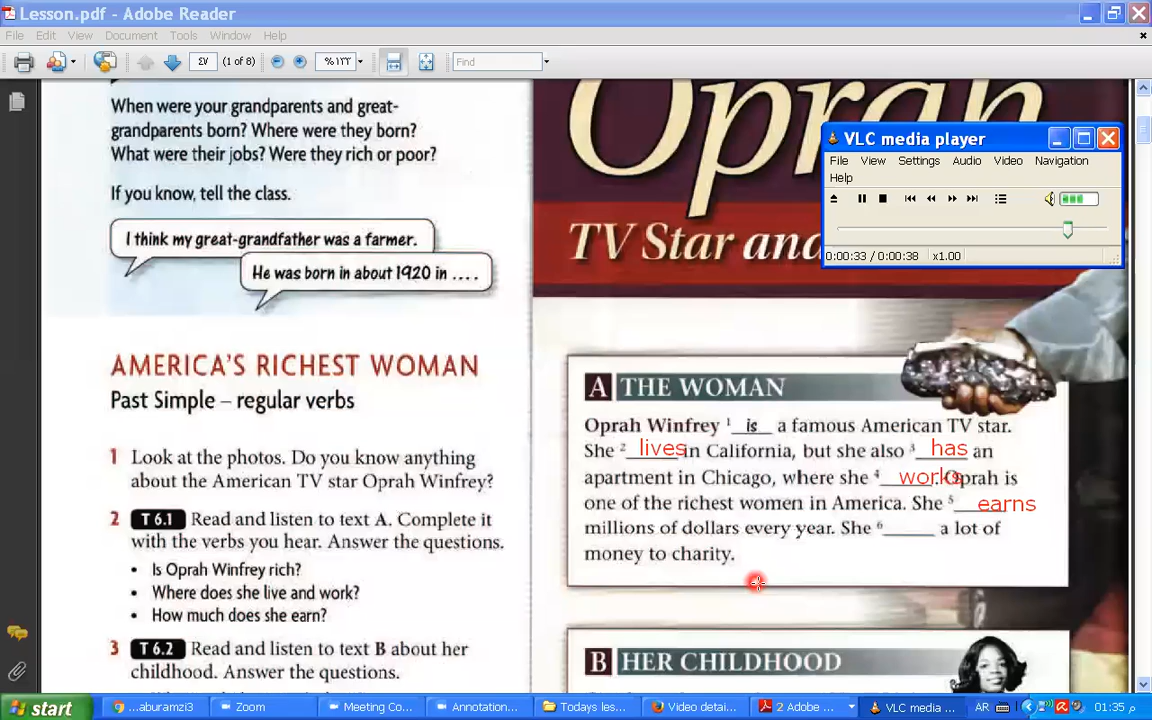 Lesson.pdf - Adobe Reader
File Edit View Document Tools Window Help
٤٧ (1 of 8) %١٢٢ Find
When were your grandparents and great-
grandparents born? Where were they born?
What were their jobs? Were they rich or poor?
If you know, tell the class.
I think my great-grandfather was a farmer.
He was born in about 1920 in ....
AMERICA'S RICHEST WOMAN
Past Simple – regular verbs
1 Look at the photos. Do you know anything
about the American TV star Oprah Winfrey?
2 T 6.1 Read and listen to text A. Complete it
with the verbs you hear. Answer the questions.
• Is Oprah Winfrey rich?
• Where does she live and work?
• How much does she earn?
3 T 6.2 Read and listen to text B about her
childhood. Answer the questions.
Oprah
TV Star and
VLC media player
File View Settings Audio Video Navigation
Help
0:00:33 / 0:00:38 x1.00
A THE WOMAN
Oprah Winfrey 1 is a famous American TV star.
She 2 lives in California, but she also 3 has an
apartment in Chicago, where she 4 works. Oprah is
one of the richest women in America. She 5 earns
millions of dollars every year. She 6 ______ a lot of
money to charity.
B HER CHILDHOOD
start ...aburamzi3 Zoom Meeting Co... Annotation... Todays les... Video detai... 2 Adobe ... VLC media ... AR 01:35 م